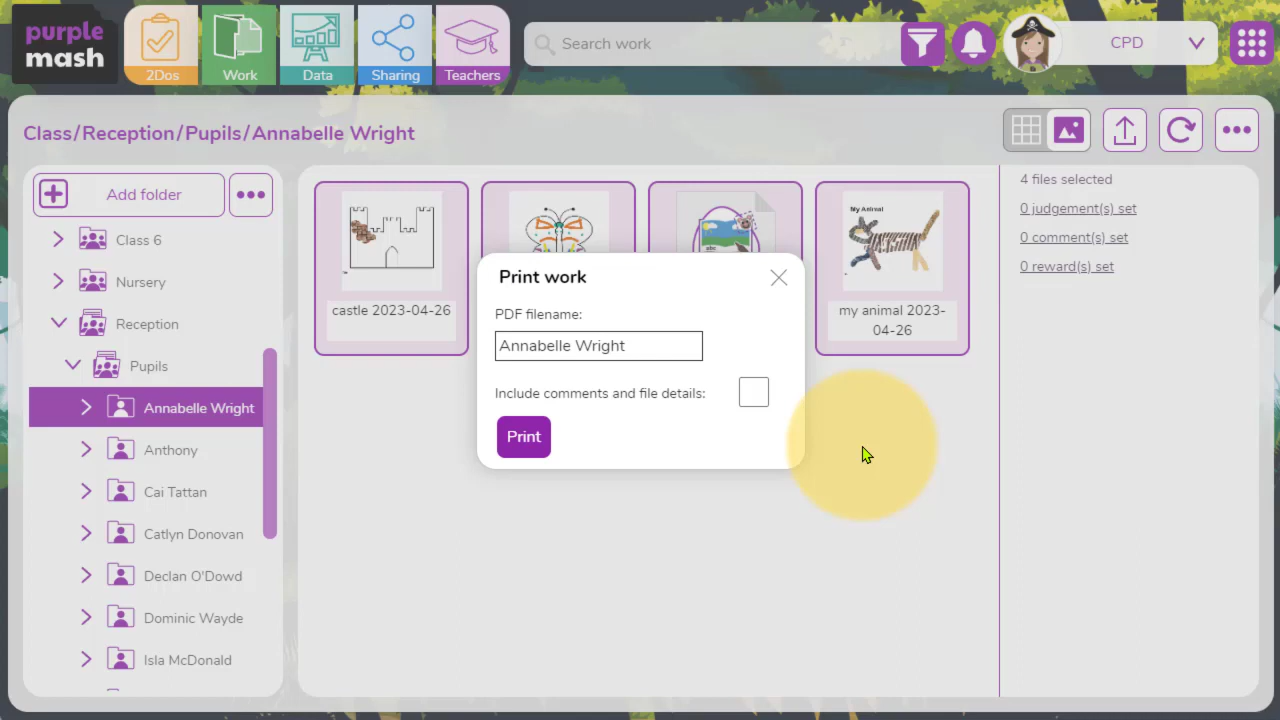 purple
mash
2Dos
Work
Data
Sharing
Teachers
Search work
CPD
Class/Reception/Pupils/Annabelle Wright
Add folder
Class 6
Nursery
Reception
Pupils
Annabelle Wright
Anthony
Cai Tattan
Catlyn Donovan
Declan O'Dowd
Dominic Wayde
Isla McDonald
castle 2023-04-26
abc
My Animal
my animal 2023-
04-26
Print work
PDF filename:
Annabelle Wright
Include comments and file details:
Print
4 files selected
0 judgement(s) set
0 comment(s) set
0 reward(s) set